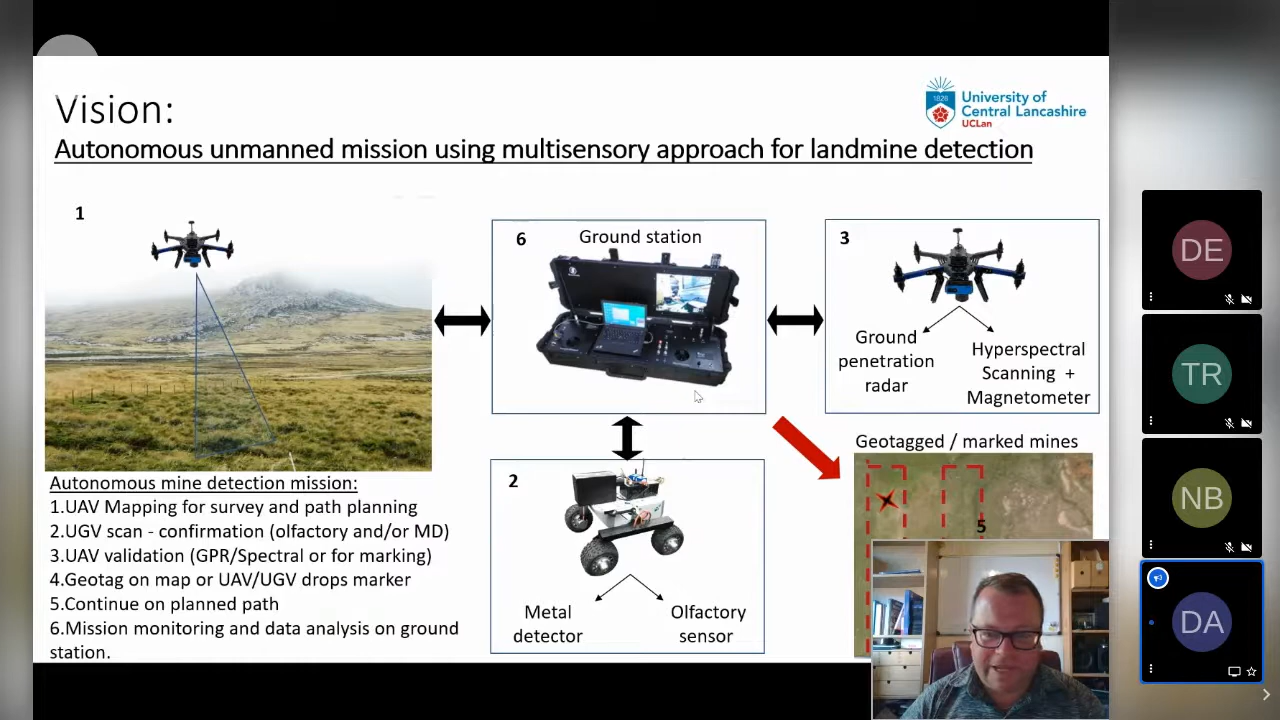 Vision:
Autonomous unmanned mission using multisensory approach for landmine detection
1828
University of
Central Lancashire
UCLan
1
6
Ground station
3
Ground
penetration
radar
Hyperspectral
Scanning +
Magnetometer
2
Metal
detector
Olfactory
sensor
Geotagged / marked mines
5
Autonomous mine detection mission:
1.UAV Mapping for survey and path planning
2.UGV scan - confirmation (olfactory and/or MD)
3.UAV validation (GPR/Spectral or for marking)
4.Geotag on map or UAV/UGV drops marker
5.Continue on planned path
6.Mission monitoring and data analysis on ground
station.
DE
TR
NB
DA